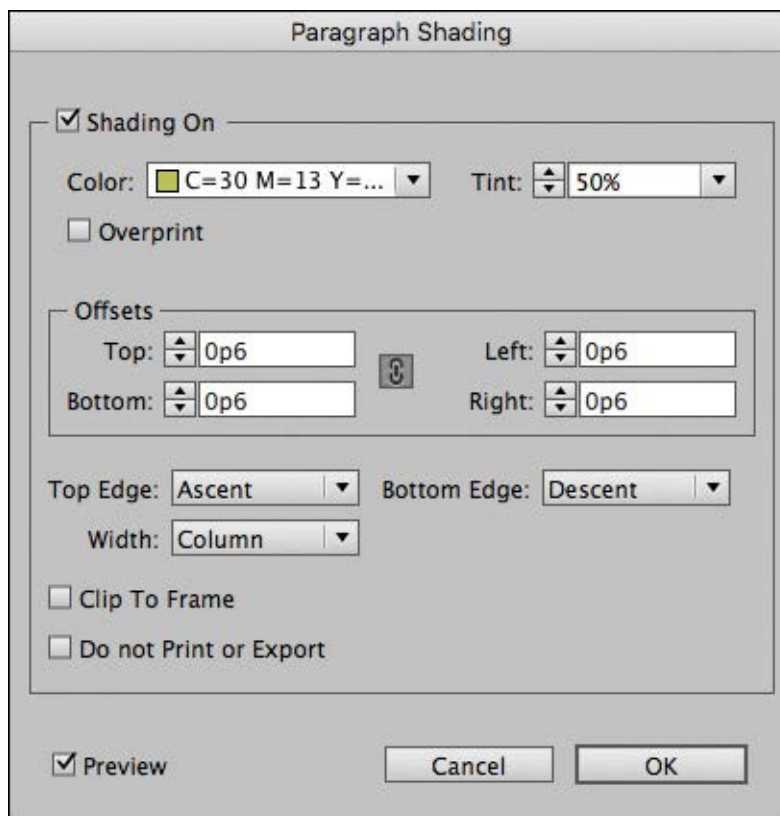 Paragraph Shading
Shading On
Color: C=30 M=13 Y=... Tint: 50%
Overprint
Offsets
Top: 0p6 Left: 0p6
Bottom: 0p6 Right: 0p6
Top Edge: Ascent Bottom Edge: Descent
Width: Column
Clip To Frame
Do not Print or Export
Preview Cancel OK